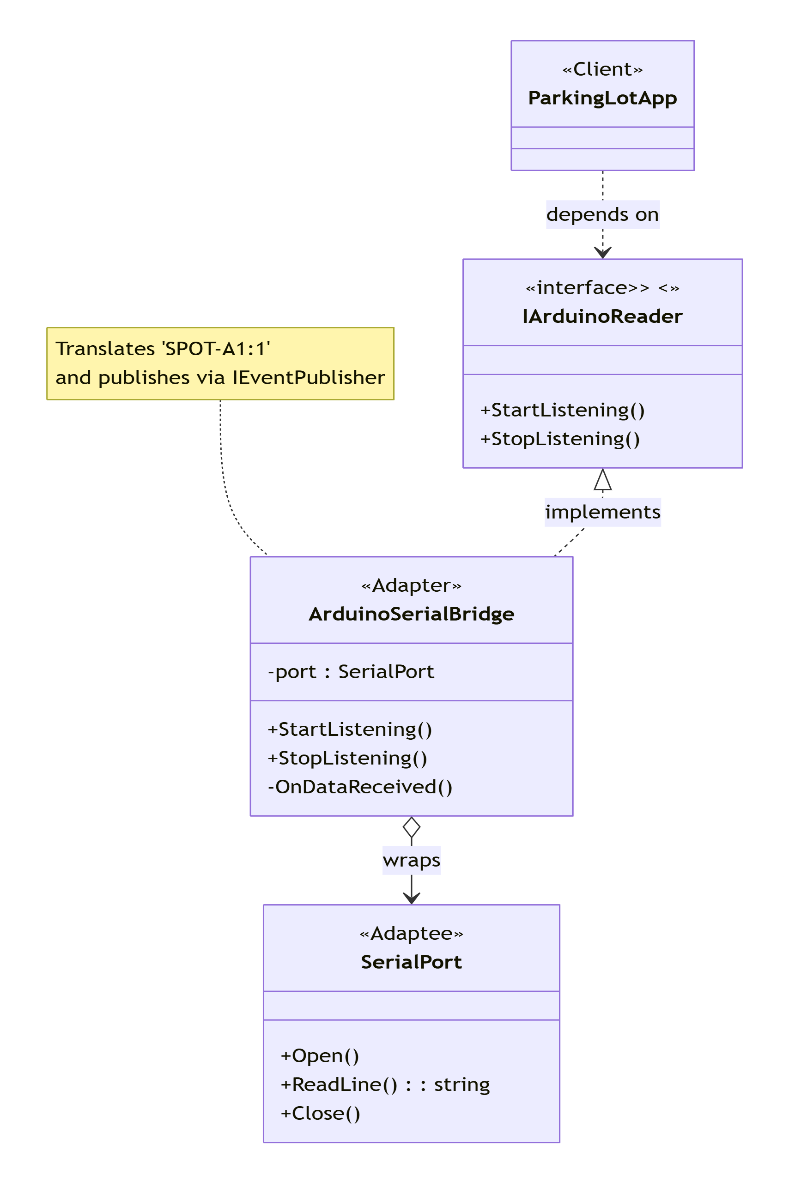 «Client»
ParkingLotApp
depends on
«interface>> <»
IArduinoReader
+StartListening()
+StopListening()
Translates 'SPOT-A1:1'
and publishes via IEventPublisher
implements
«Adapter»
ArduinoSerialBridge
-port : SerialPort
+StartListening()
+StopListening()
-OnDataReceived()
wraps
«Adaptee»
SerialPort
+Open()
+ReadLine() : : string
+Close()